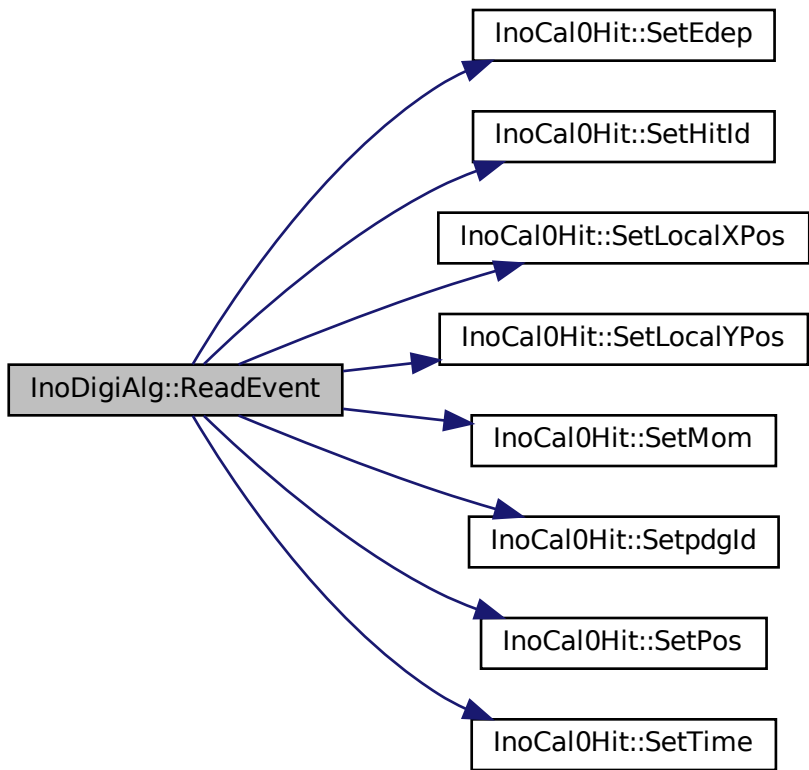 InoCal0Hit::SetEdep
InoCal0Hit::SetHitId
InoCal0Hit::SetLocalXPos
InoCal0Hit::SetLocalYPos
InoDigiAlg::ReadEvent
InoCal0Hit::SetMom
InoCal0Hit::SetpdgId
InoCal0Hit::SetPos
InoCal0Hit::SetTime